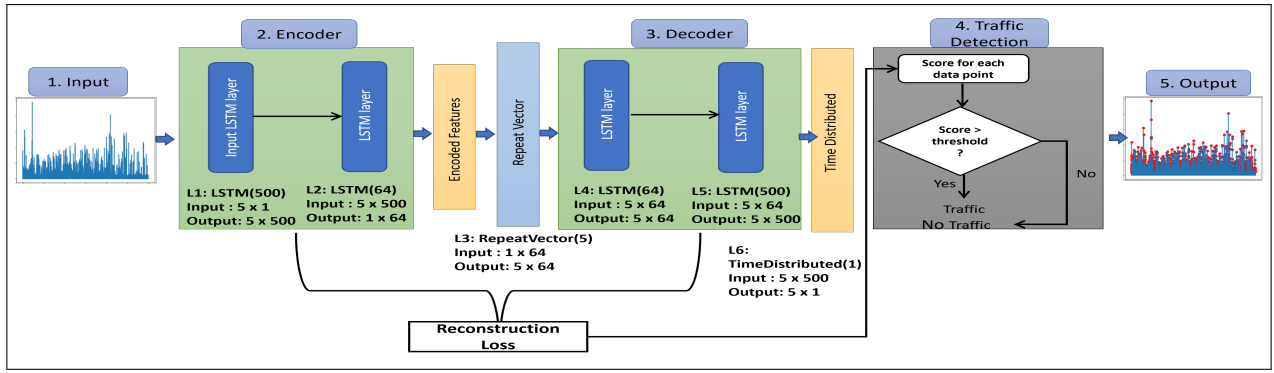 1. Input
2. Encoder
Input LSTM layer
LSTM layer
L1: LSTM(500)
Input : 5 x 1
Output: 5 x 500
L2: LSTM(64)
Input : 5 x 500
Output: 1 x 64
Encoded Features
Repeat Vector
L3: RepeatVector(5)
Input : 1 x 64
Output: 5 x 64
3. Decoder
LSTM layer
LSTM layer
L4: LSTM(64)
Input : 5 x 64
Output: 5 x 64
L5: LSTM(500)
Input : 5 x 64
Output: 5 x 500
Time Distributed
L6:
TimeDistributed(1)
Input : 5 x 500
Output: 5 x 1
Reconstruction
Loss
4. Traffic
Detection
Score for each
data point
Score >
threshold
?
Yes
No
Traffic
No Traffic
5. Output